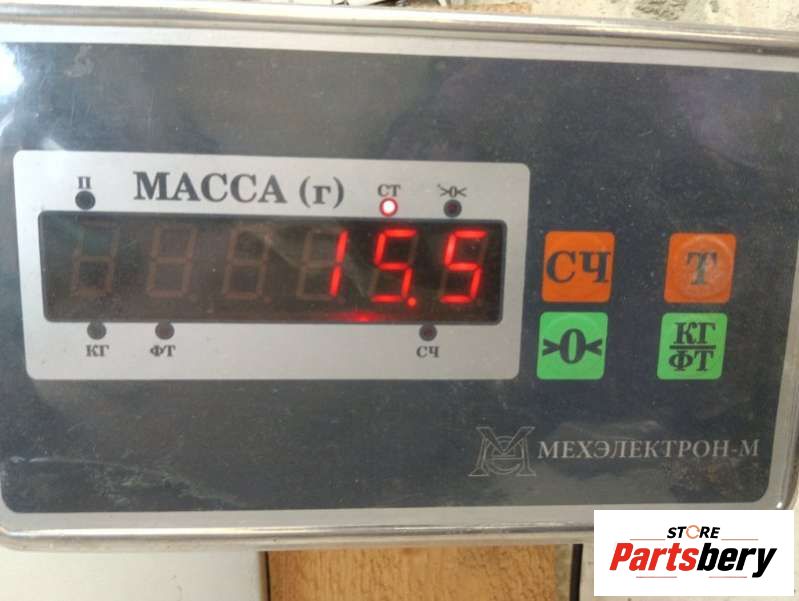 П МАССА (г) СТ >0<
15.5
КГ ФТ СЧ
СЧ Т
>0< КГ/ФТ
МЕХЭЛЕКТРОН-М
STORE
Partsbery